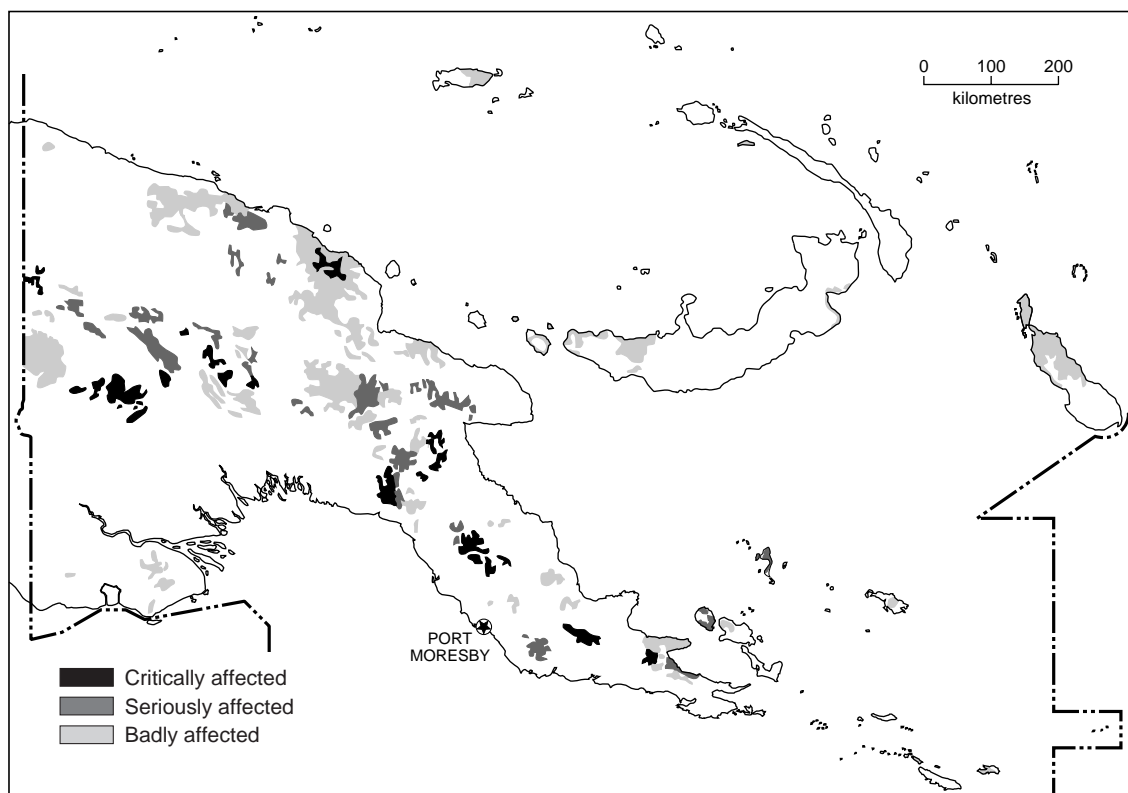 0 100 200
kilometres
PORT
MORESBY
Critically affected
Seriously affected
Badly affected